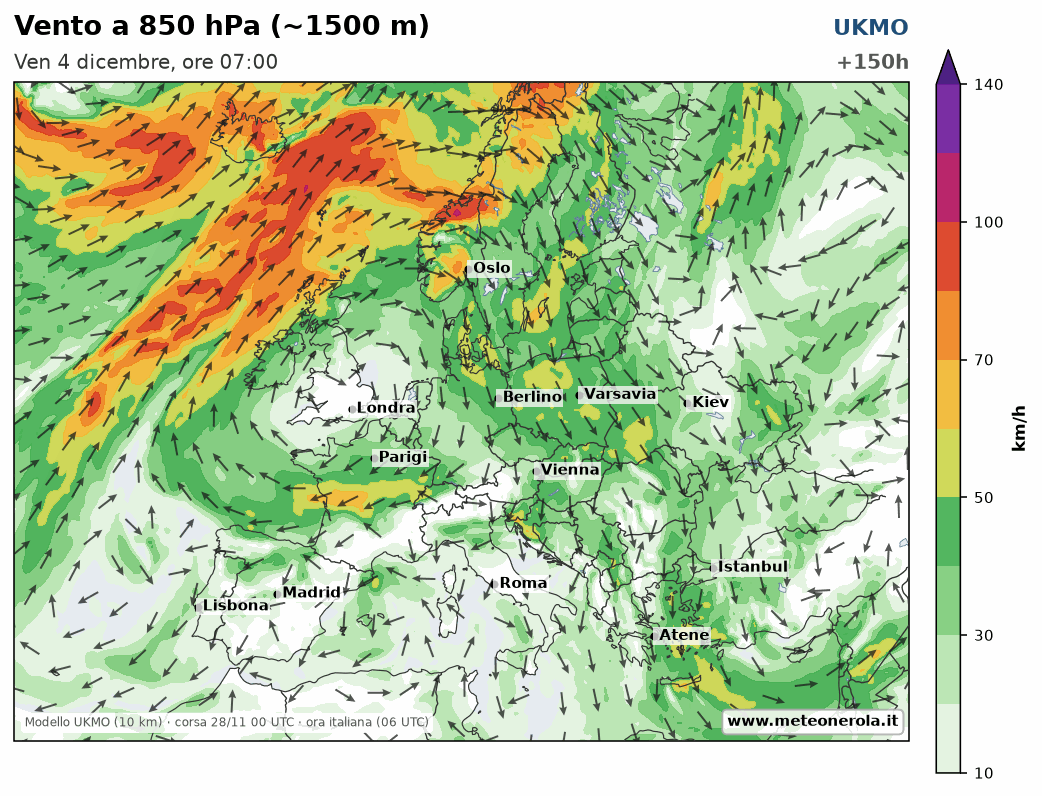 Vento a 850 hPa (~1500 m)
UKMO
Ven 4 dicembre, ore 07:00
+150h
140
100
70
50
30
10
km/h
Oslo
Londra
Berlino
Varsavia
Kiev
Parigi
Vienna
Istanbul
Roma
Madrid
Lisbona
Atene
Modello UKMO (10 km) · corsa 28/11 00 UTC · ora italiana (06 UTC)
www.meteonerola.it